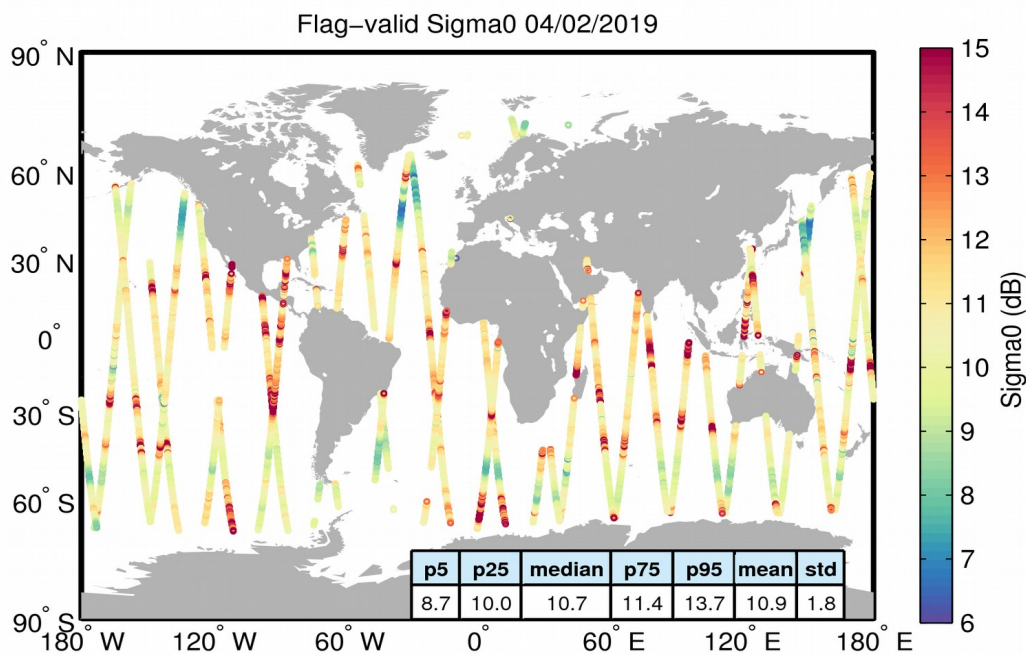 Flag-valid Sigma0 04/02/2019
90° N
60° N
30° N
0°
30° S
60° S
90° S
180° W
120° W
60° W
0°
60° E
120° E
180° E
15
14
13
12
11
10
9
8
7
6
Sigma0 (dB)
p5 p25 median p75 p95 mean std
8.7 10.0 10.7 11.4 13.7 10.9 1.8